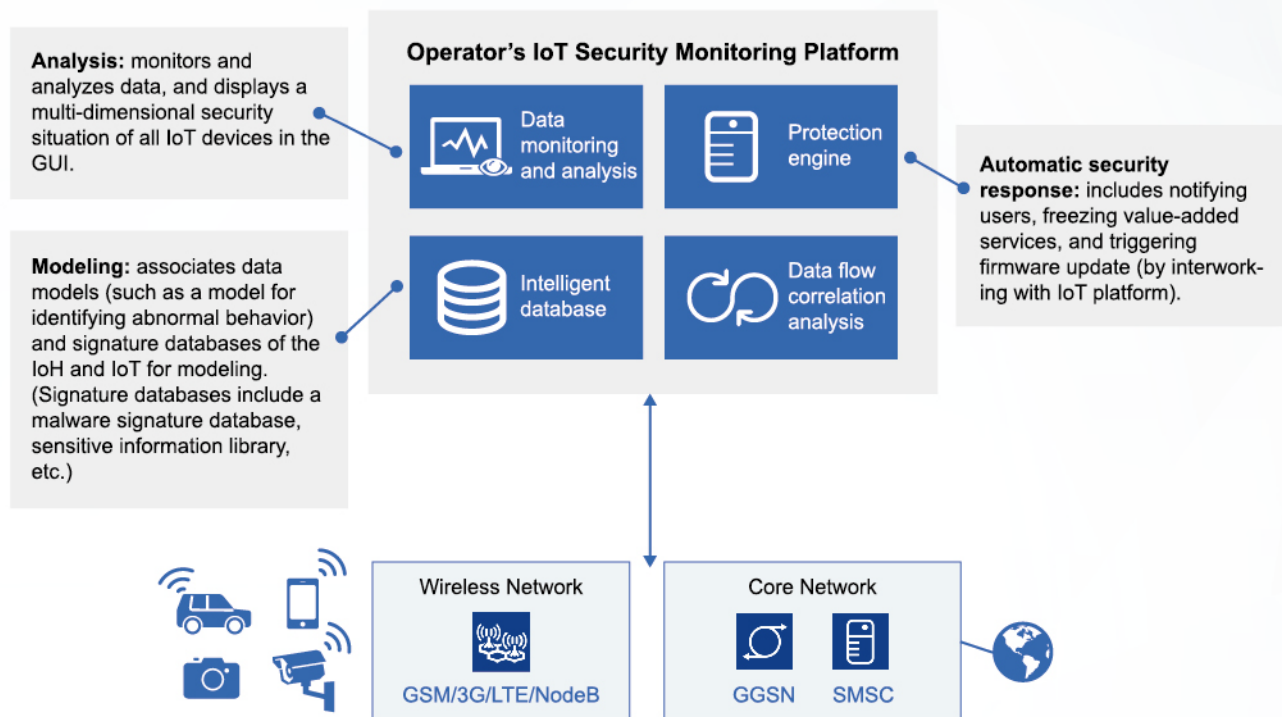 Analysis: monitors and
analyzes data, and displays a
multi-dimensional security
situation of all IoT devices in the
GUI.
Modeling: associates data
models (such as a model for
identifying abnormal behavior)
and signature databases of the
IoH and IoT for modeling.
(Signature databases include a
malware signature database,
sensitive information library,
etc.)
Operator's IoT Security Monitoring Platform
Data
monitoring
and analysis
Protection
engine
Intelligent
database
Data flow
correlation
analysis
Automatic security
response: includes notifying
users, freezing value-added
services, and triggering
firmware update (by interwork-
ing with IoT platform).
Wireless Network
GSM/3G/LTE/NodeB
Core Network
GGSN
SMSC